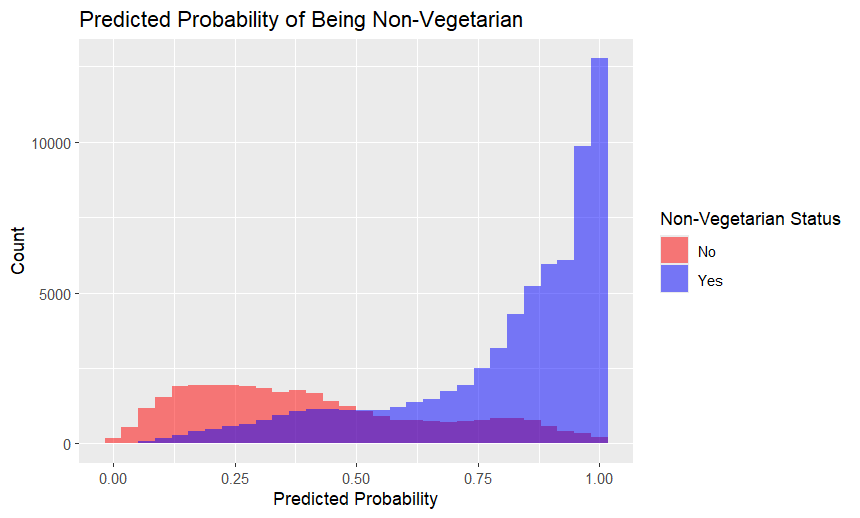 Predicted Probability of Being Non-Vegetarian
Count
10000
5000
0
0.00 0.25 0.50 0.75 1.00
Predicted Probability
Non-Vegetarian Status
No
Yes